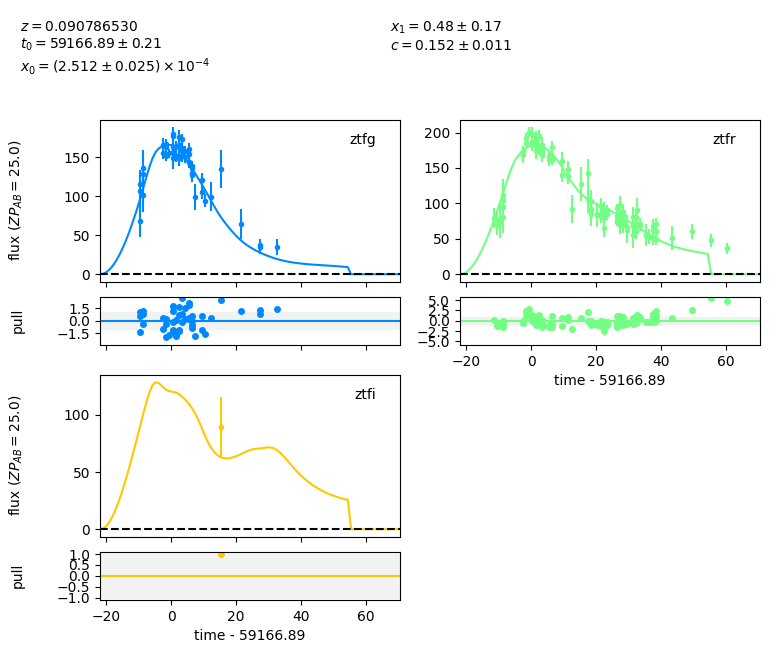 z = 0.090786530
t₀ = 59166.89 ± 0.21
x₀ = (2.512 ± 0.025) × 10⁻⁴
x₁ = 0.48 ± 0.17
c = 0.152 ± 0.011
ztfg
flux (ZP_AB = 25.0)
150
100
50
0
pull
1.5
0.0
−1.5
ztfr
200
150
100
50
0
5.0
2.5
0.0
−2.5
−5.0
−20 0 20 40 60
time - 59166.89
ztfi
flux (ZP_AB = 25.0)
100
50
0
pull
1.0
0.5
0.0
−0.5
−1.0
−20 0 20 40 60
time - 59166.89